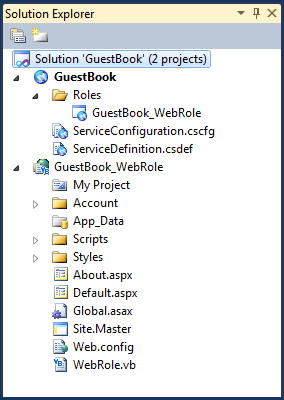 Solution Explorer
Solution 'GuestBook' (2 projects)
GuestBook
Roles
GuestBook_WebRole
ServiceConfiguration.cscfg
ServiceDefinition.csdef
GuestBook_WebRole
My Project
Account
App_Data
Scripts
Styles
About.aspx
Default.aspx
Global.asax
Site.Master
Web.config
WebRole.vb